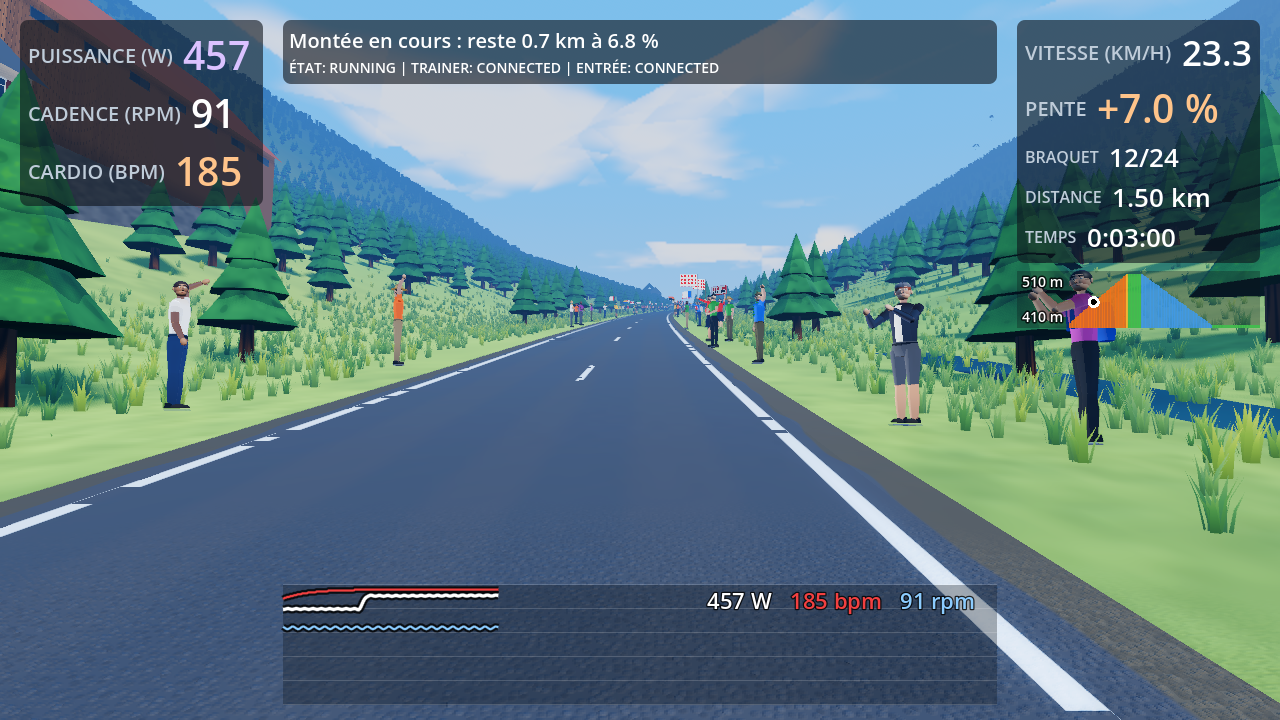 PUISSANCE (W) 457
CADENCE (RPM) 91
CARDIO (BPM) 185
Montée en cours : reste 0.7 km à 6.8 %
ÉTAT: RUNNING | TRAINER: CONNECTED | ENTRÉE: CONNECTED
VITESSE (KM/H) 23.3
PENTE +7.0 %
BRAQUET 12/24
DISTANCE 1.50 km
TEMPS 0:03:00
510 m
410 m
457 W 185 bpm 91 rpm